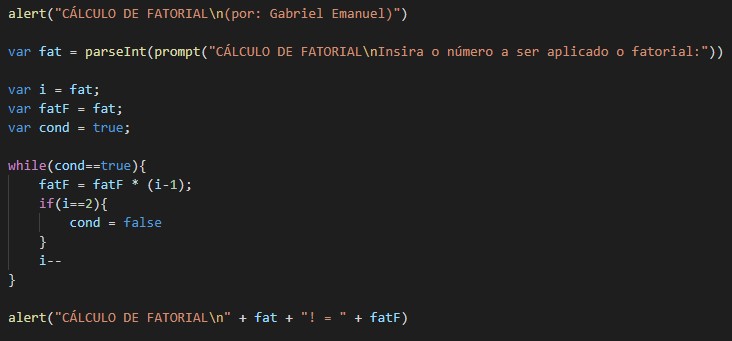 alert("CÁLCULO DE FATORIAL\n(por: Gabriel Emanuel)")
var fat = parseInt(prompt("CÁLCULO DE FATORIAL\nInsira o número a ser aplicado o fatorial:"))
var i = fat;
var fatF = fat;
var cond = true;
while(cond==true){
    fatF = fatF * (i-1);
    if(i==2){
        cond = false
    }
    i--
}
alert("CÁLCULO DE FATORIAL\n" + fat + "! = " + fatF)